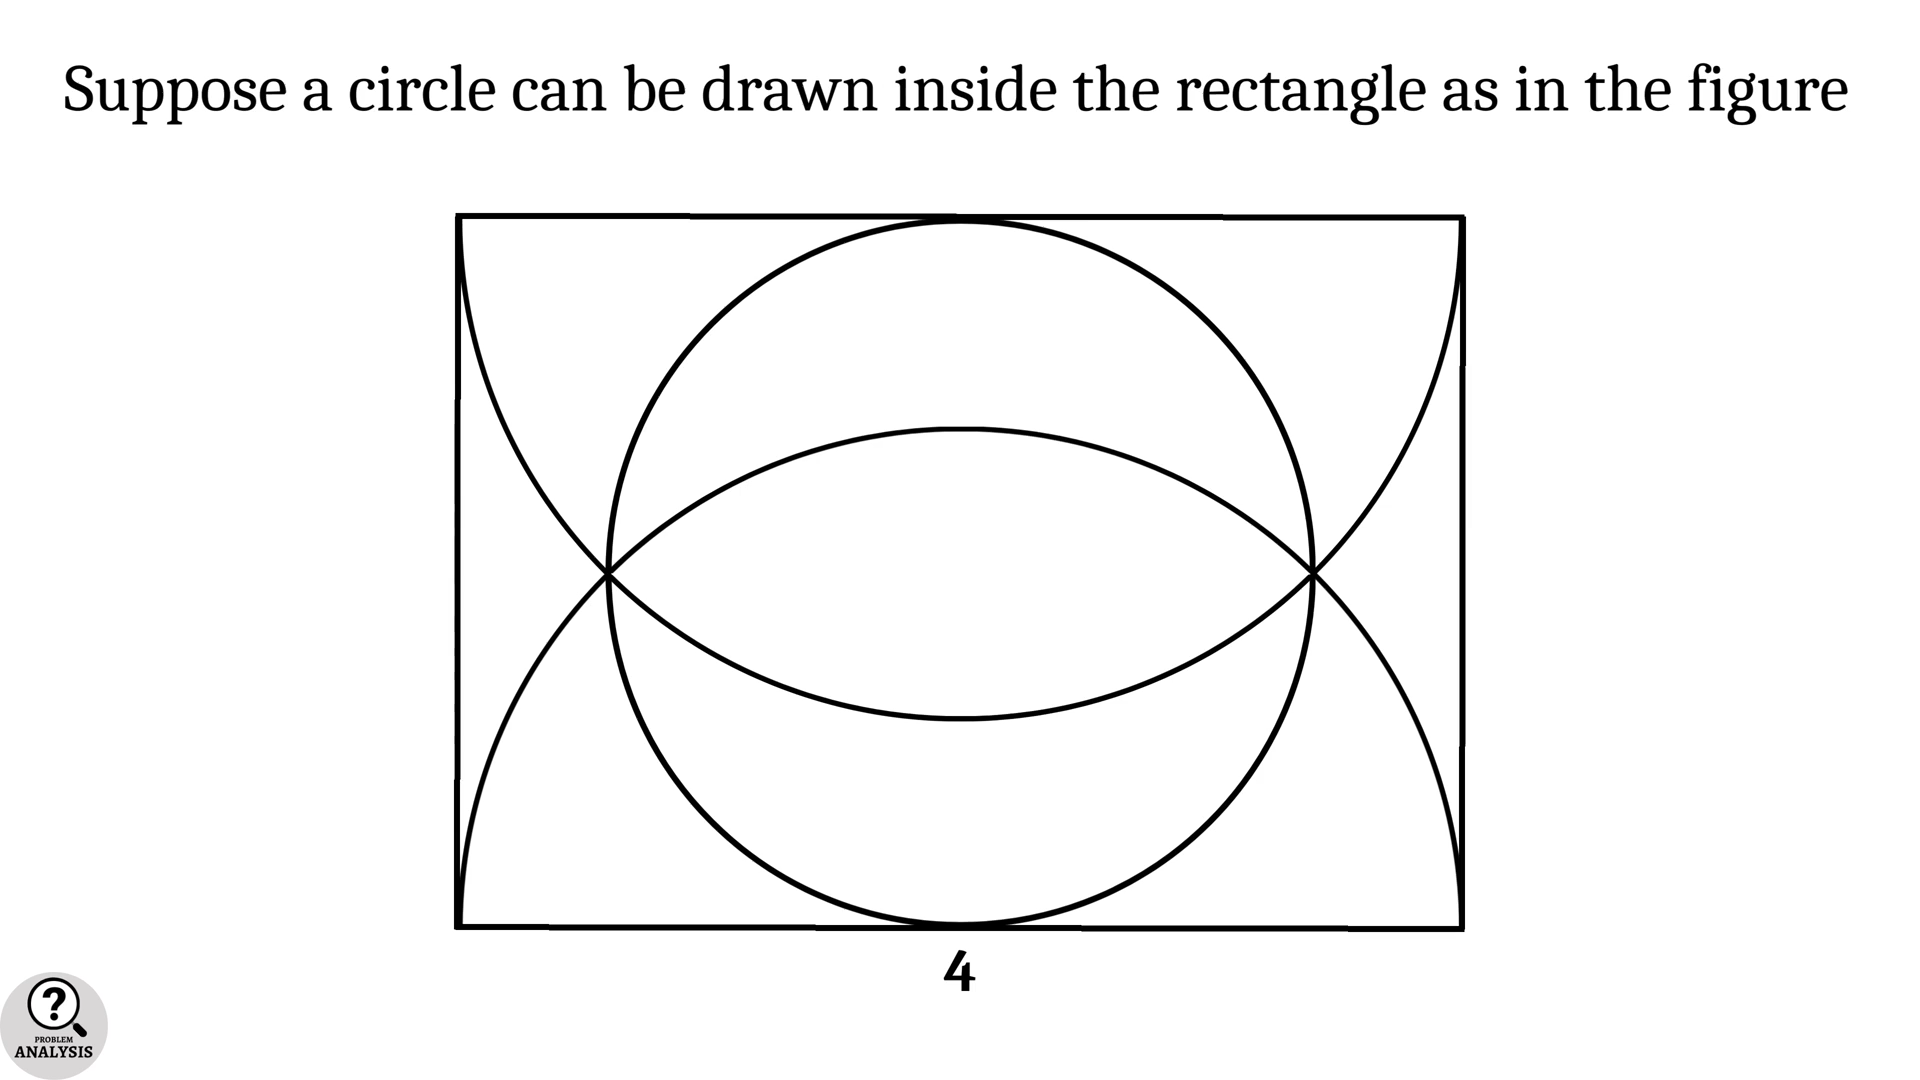 Suppose a circle can be drawn inside the rectangle as in the figure
4
?
PROBLEM
ANALYSIS